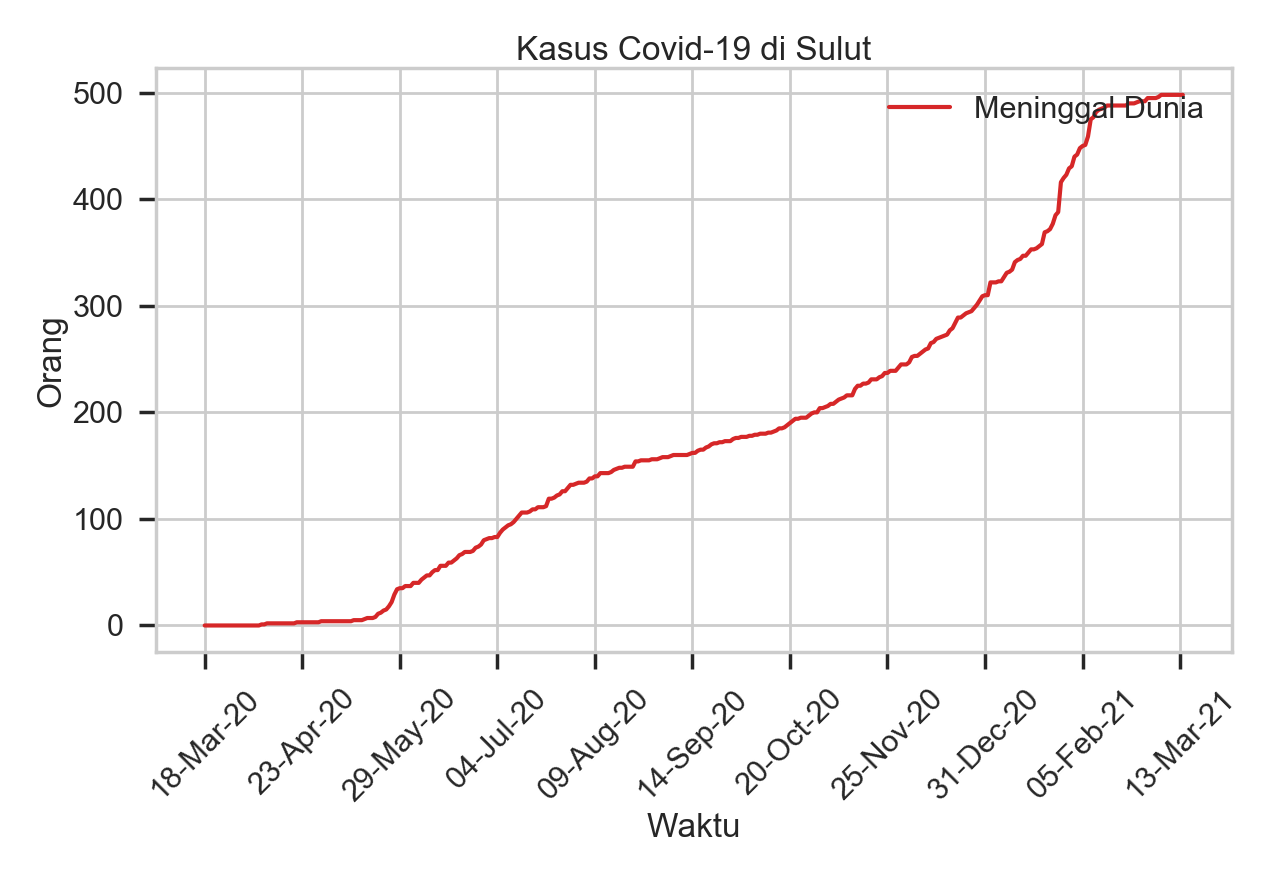 Kasus Covid-19 di Sulut
Meninggal Dunia
500
400
300
200
100
0
Orang
18-Mar-20
23-Apr-20
29-May-20
04-Jul-20
09-Aug-20
14-Sep-20
20-Oct-20
25-Nov-20
31-Dec-20
05-Feb-21
13-Mar-21
Waktu